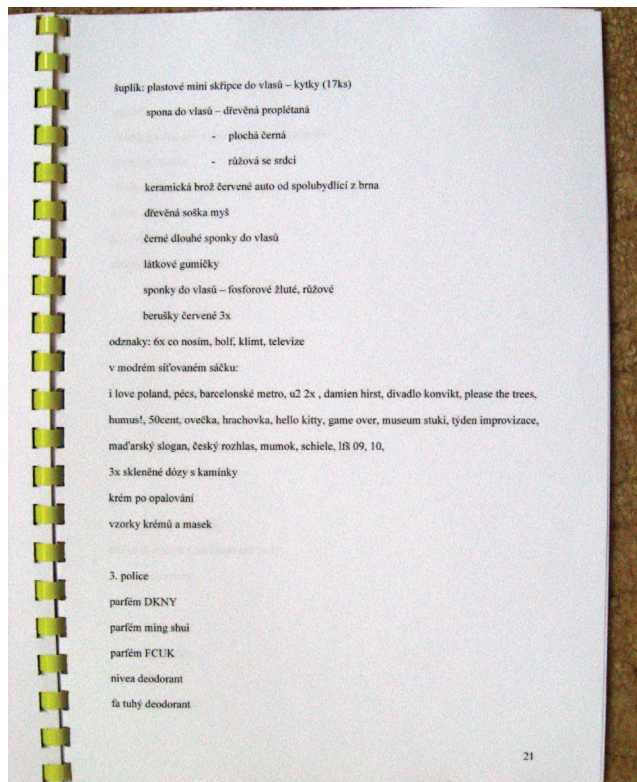 šuplík: plastové mini skřipce do vlasů – kytky (17ks)
spona do vlasů – dřevěná proplétaná
- plochá černá
- růžová se srdci
keramická brož červené auto od spolubydlící z brna
dřevěná soška myš
černé dlouhé sponky do vlasů
látkové gumičky
sponky do vlasů – fosforové žluté, růžové
berušky červené 3x
odznaky: 6x co nosím, bolf, klimt, televize
v modrém síťovaném sáčku:
i love poland, pécs, barcelonské metro, u2 2x , damien hirst, divadlo konvikt, please the trees,
humus!, 50cent, ovečka, hrachovka, hello kitty, game over, museum stuki, týden improvizace,
maďarský slogan, český rozhlas, mumok, schiele, lfš 09, 10,
3x skleněné dózy s kamínky
krém po opalování
vzorky krémů a masek
3. police
parfém DKNY
parfém ming shui
parfém FCUK
nivea deodorant
fa tuhý deodorant
21